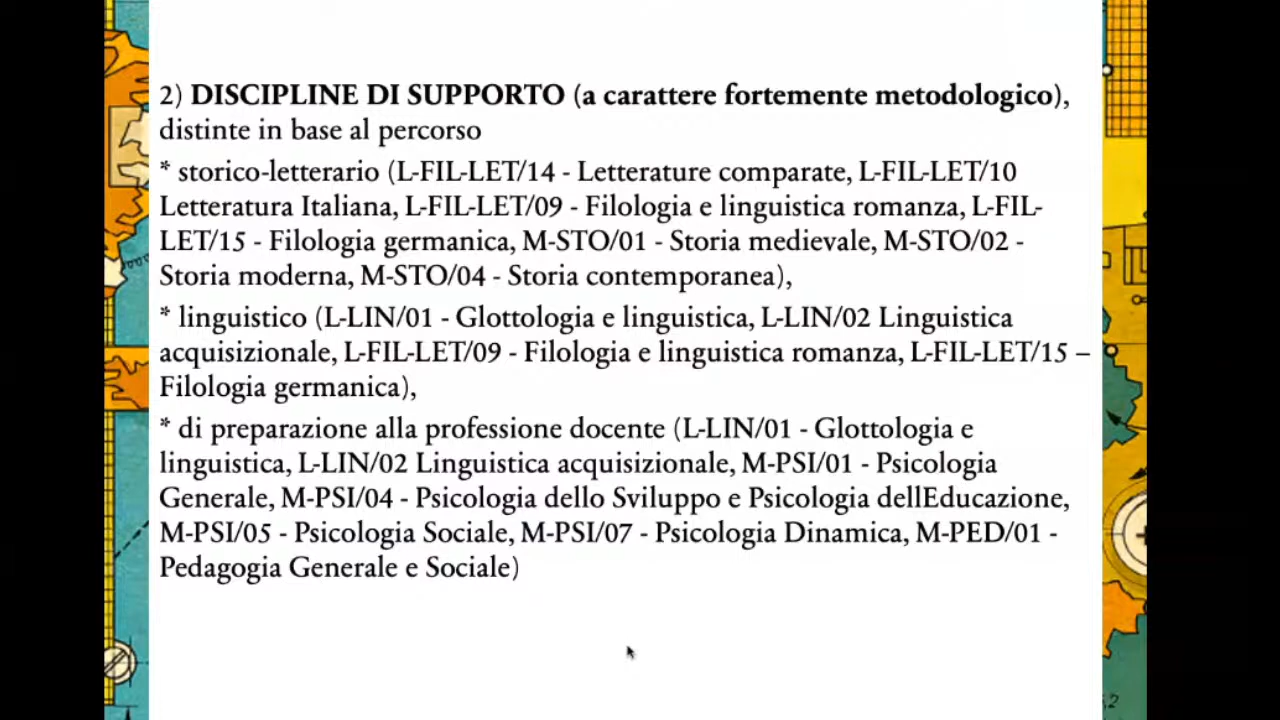 2) DISCIPLINE DI SUPPORTO (a carattere fortemente metodologico),
distinte in base al percorso
* storico-letterario (L-FIL-LET/14 - Letterature comparate, L-FIL-LET/10
Letteratura Italiana, L-FIL-LET/09 - Filologia e linguistica romanza, L-FIL-
LET/15 - Filologia germanica, M-STO/01 - Storia medievale, M-STO/02 -
Storia moderna, M-STO/04 - Storia contemporanea),
* linguistico (L-LIN/01 - Glottologia e linguistica, L-LIN/02 Linguistica
acquisizionale, L-FIL-LET/09 - Filologia e linguistica romanza, L-FIL-LET/15 –
Filologia germanica),
* di preparazione alla professione docente (L-LIN/01 - Glottologia e
linguistica, L-LIN/02 Linguistica acquisizionale, M-PSI/01 - Psicologia
Generale, M-PSI/04 - Psicologia dello Sviluppo e Psicologia dellEducazione,
M-PSI/05 - Psicologia Sociale, M-PSI/07 - Psicologia Dinamica, M-PED/01 -
Pedagogia Generale e Sociale)